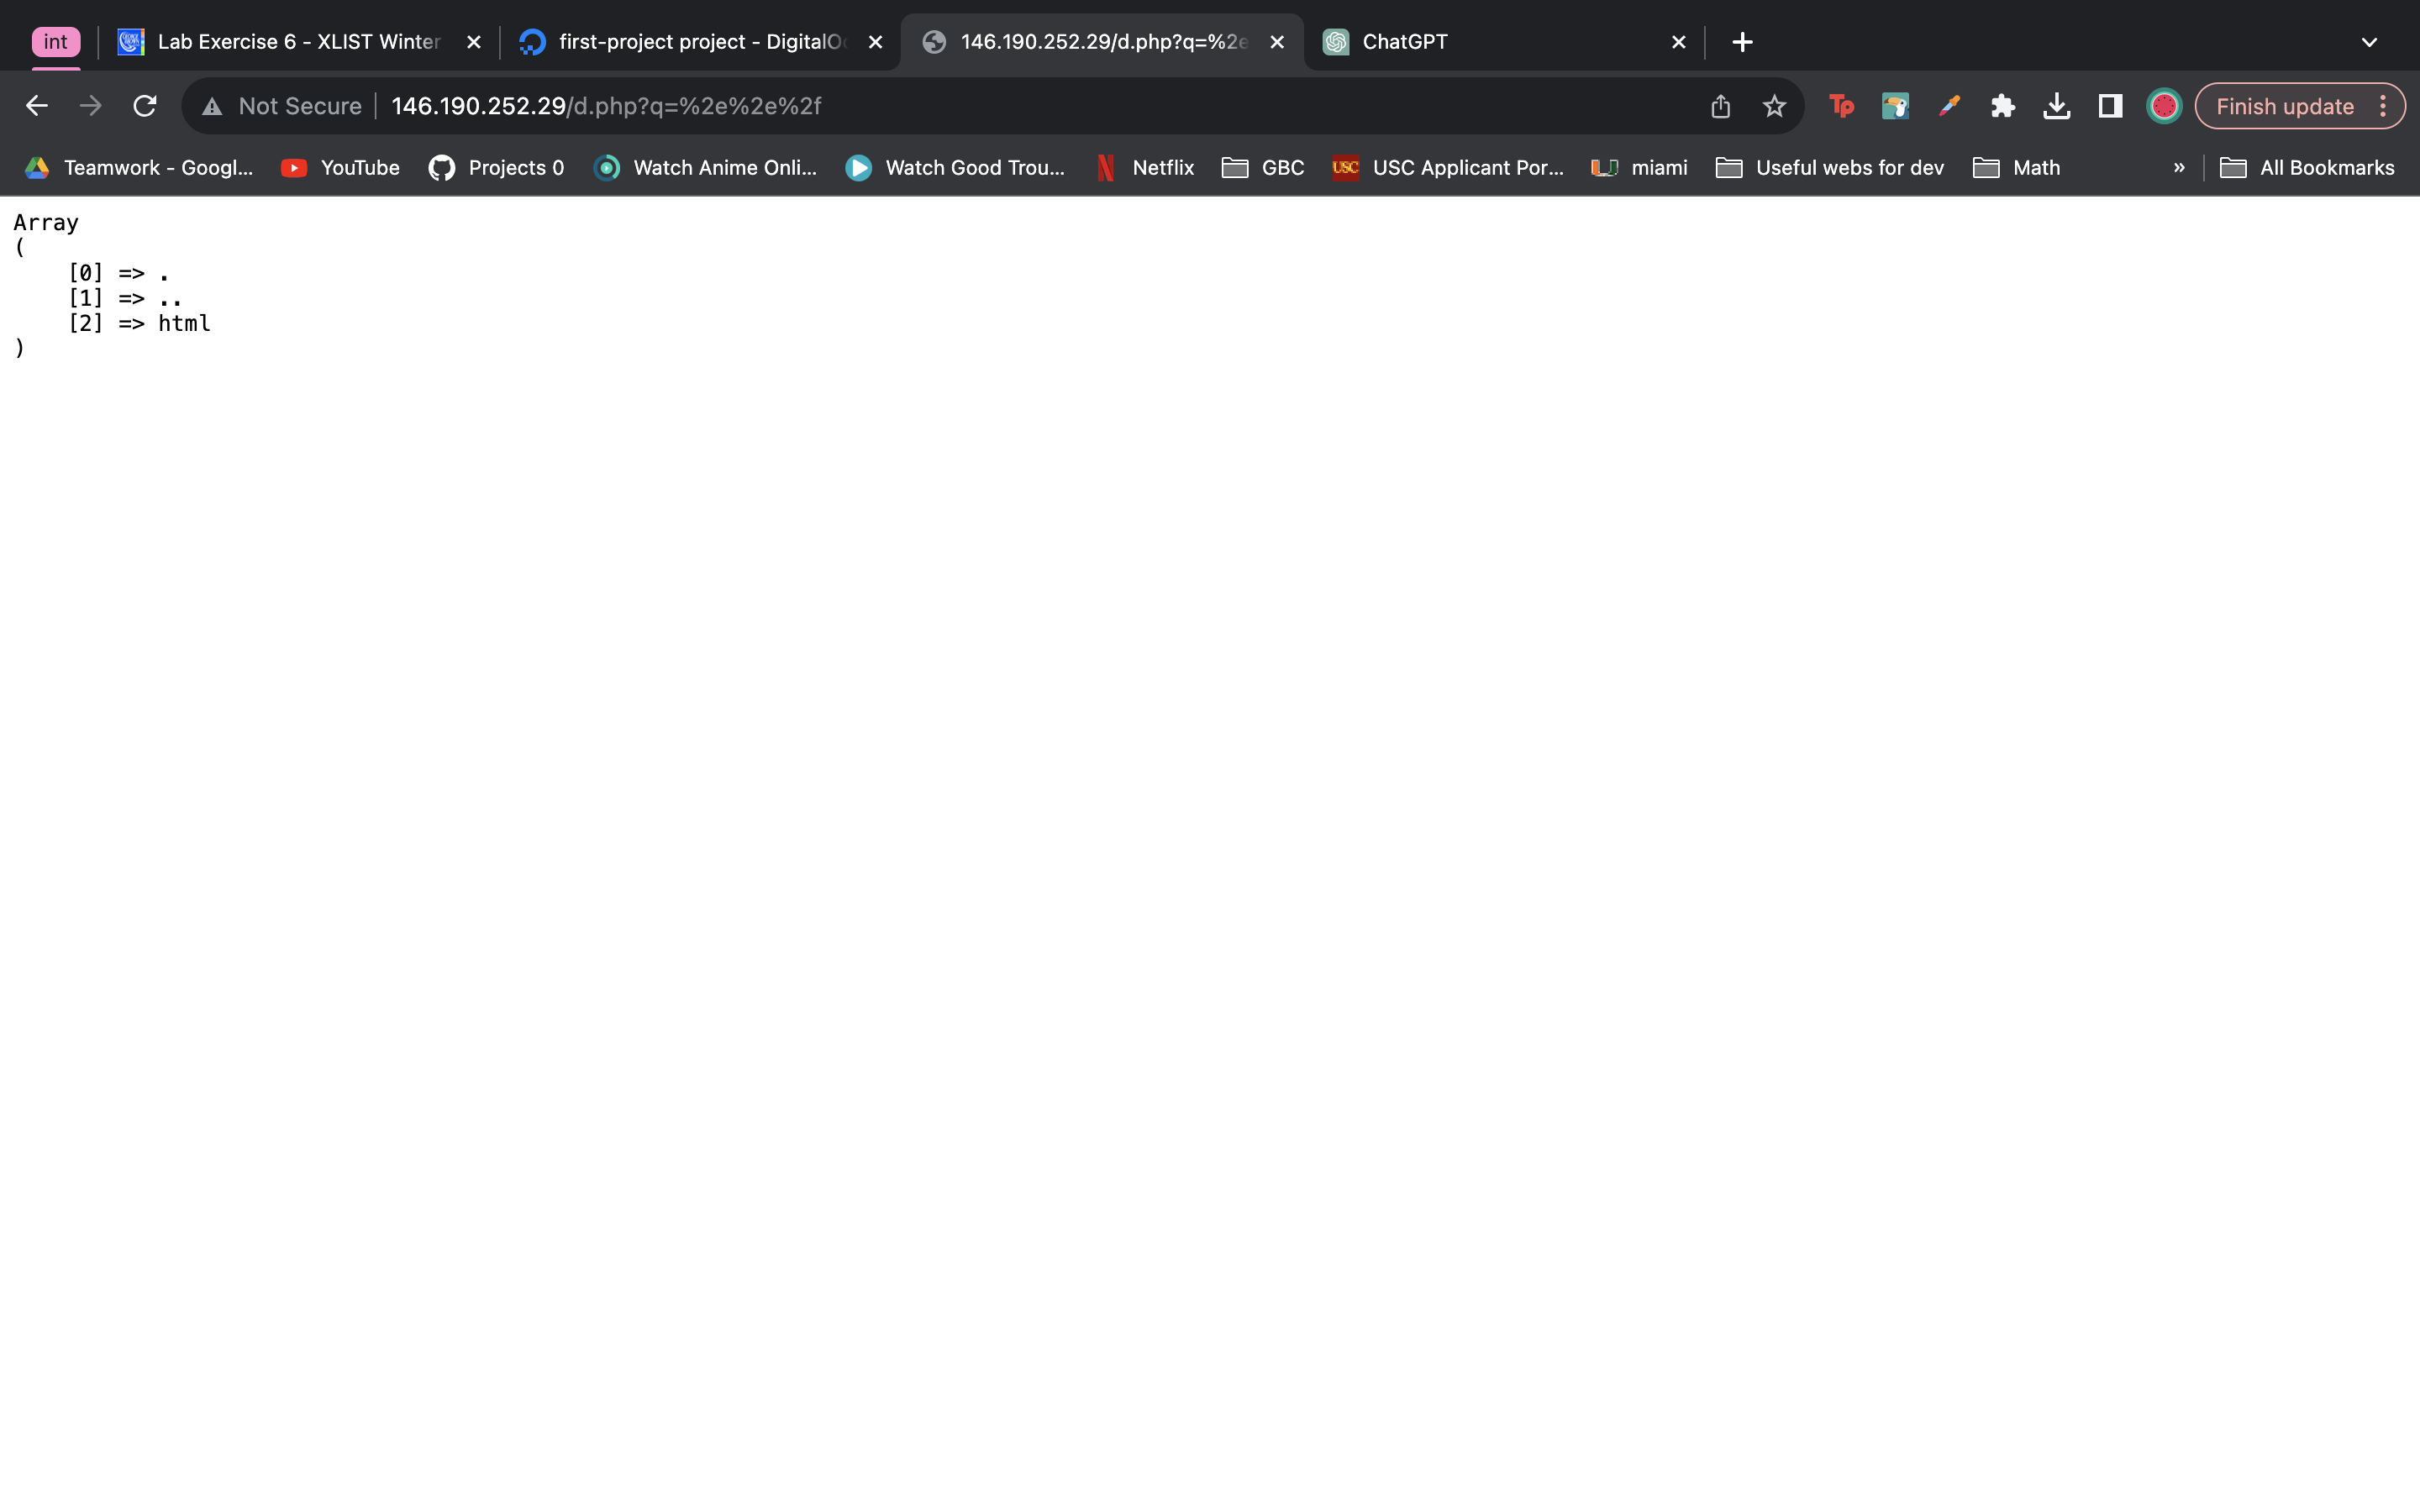 int
Lab Exercise 6 - XLIST Winter
first-project project - DigitalO
146.190.252.29/d.php?q=%2e
ChatGPT
Not Secure 146.190.252.29/d.php?q=%2e%2e%2f
Finish update
Teamwork - Googl... YouTube Projects 0 Watch Anime Onli... Watch Good Trou... Netflix GBC USC Applicant Por... miami Useful webs for dev Math » All Bookmarks
Array
(
    [0] => .
    [1] => ..
    [2] => html
)